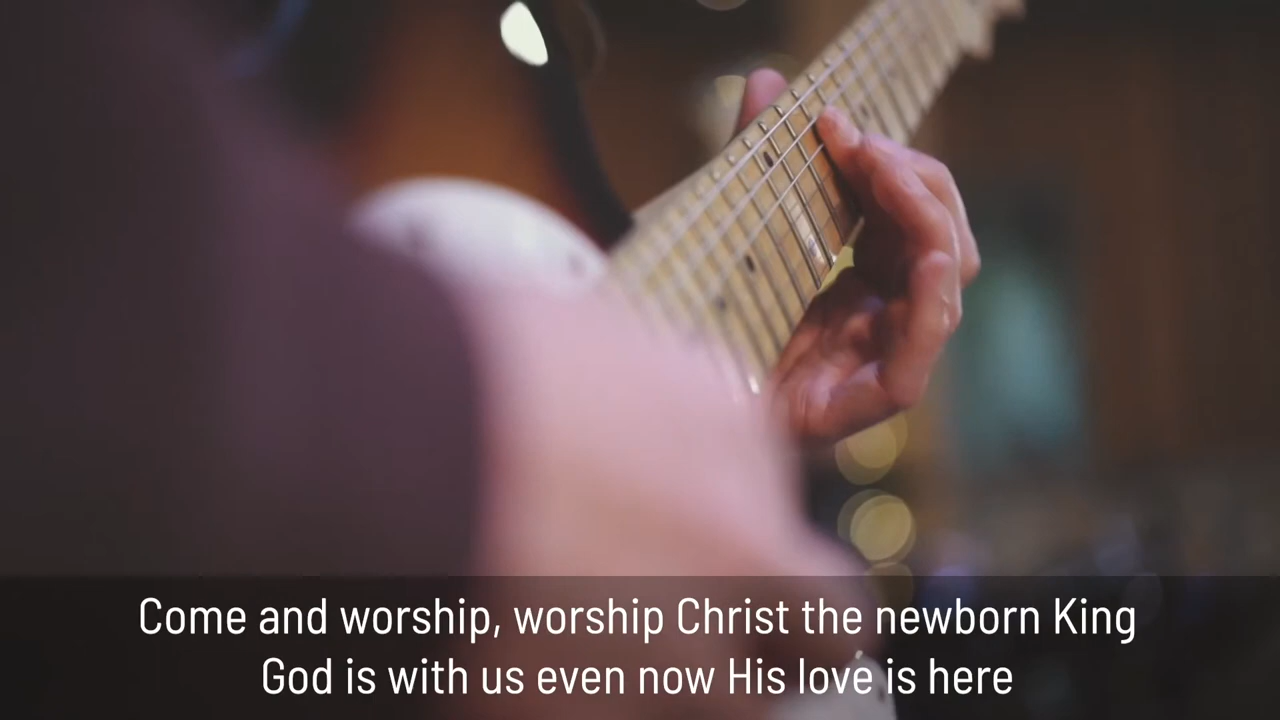 Come and worship, worship Christ the newborn King
God is with us even now His love is here